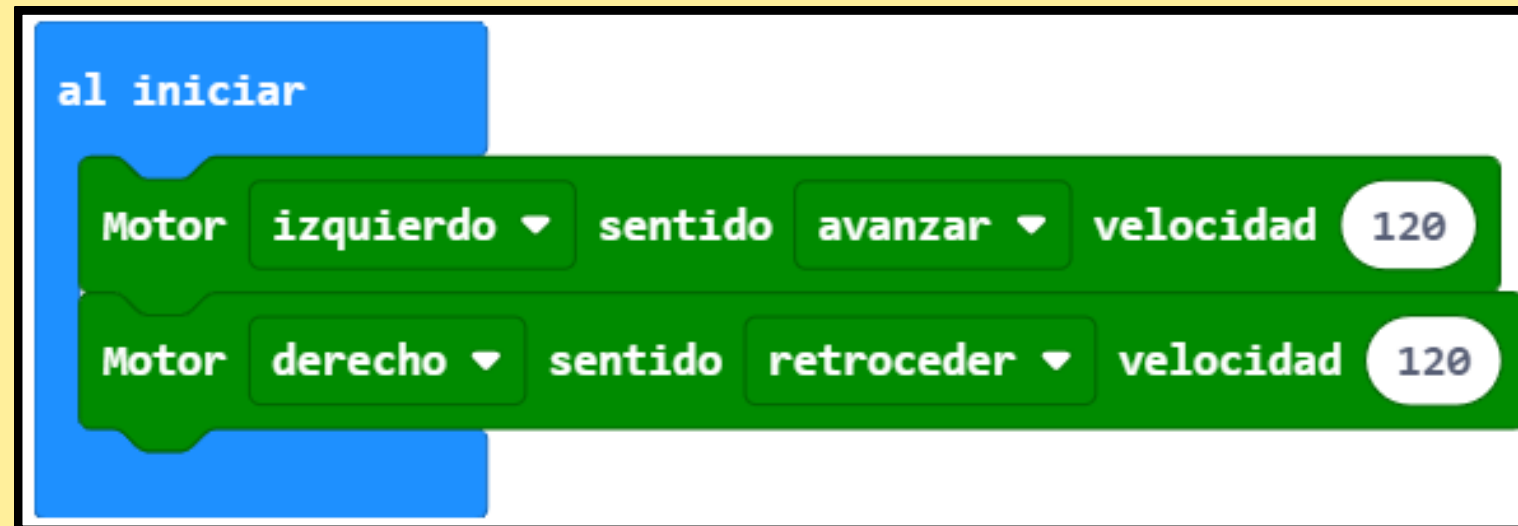 al iniciar
Motor izquierdo sentido avanzar velocidad 120
Motor derecho sentido retroceder velocidad 120